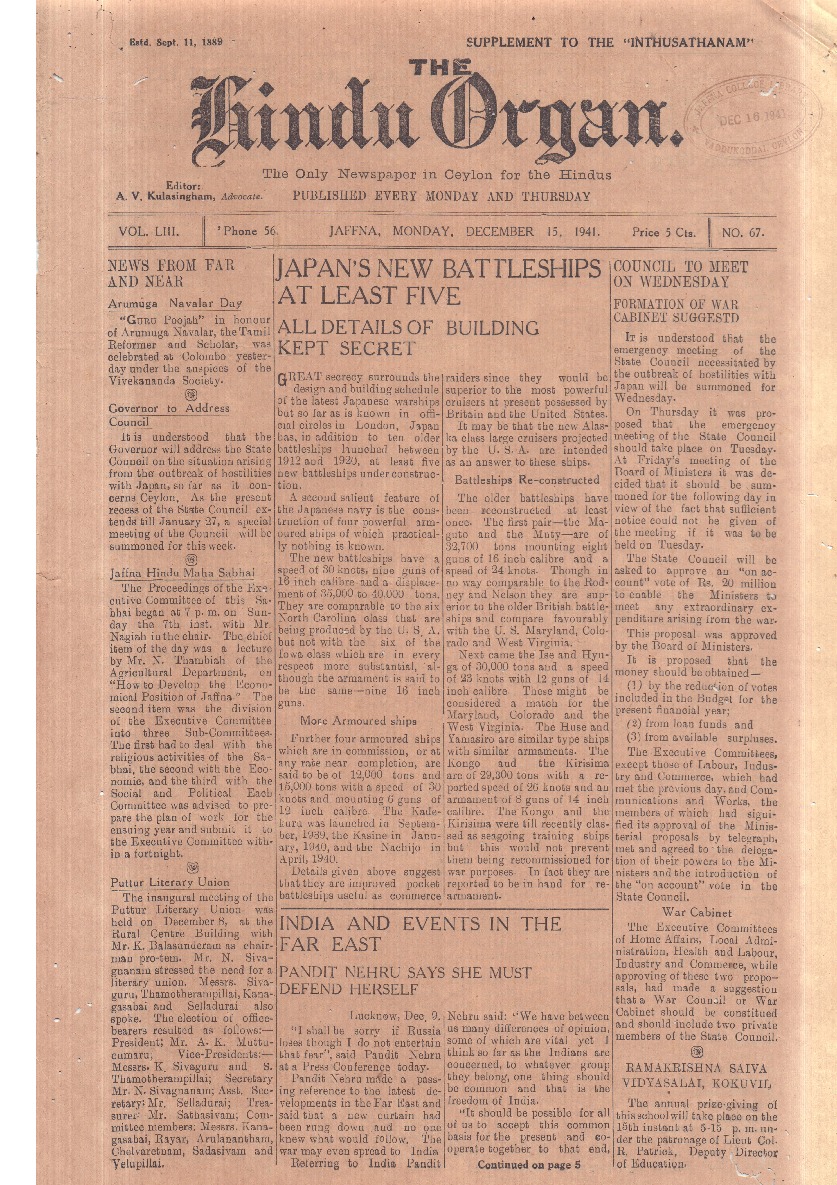 Estd. Sept. 11, 1889
SUPPLEMENT TO THE "INTHUSATHANAM"
THE
Hindu Organ.
DEC 16 1941
The Only Newspaper in Ceylon for the Hindus
Editor:
A. V. Kulasingham, Advocate.
PUBLISHED EVERY MONDAY AND THURSDAY
VOL. LIII. 'Phone 56. JAFFNA, MONDAY, DECEMBER 15, 1941. Price 5 Cts. NO. 67.
NEWS FROM FAR
AND NEAR
Arumuga Navalar Day
"GURU Poojah" in honour
of Arumuga Navalar, the Tamil
Reformer and Scholar, was
celebrated at Colombo yester-
day under the auspices of the
Vivekananda Society.
Governor to Address
Council
It is understood that the
Governor will address the State
Council on the situation arising
from the outbreak of hostilities
with Japan, so far as it con-
cerns Ceylon. As the present
recess of the State Council ex-
tends till January 27, a special
meeting of the Council will be
summoned for this week.
Jaffna Hindu Maha Sabhai
The Proceedings of the Exe-
cutive Committee of this Sa-
bhai began at 7 p. m. on Sun-
day the 7th inst. with Mr.
Nagiah in the chair. The chief
item of the day was a lecture
by Mr. N. Thambiah of the
Agricultural Department, on
"How to Develop the Econo-
mical Position of Jaffna" The
second item was the division
of the Executive Committee
into three Sub-Committees.
The first had to deal with the
religious activities of the Sa-
bhai, the second with the Eco-
nomic, and the third with the
Social and Political Each
Committee was advised to pre-
pare the plan of work for the
ensuing year and submit it to
the Executive Committee with-
in a fortnight.
Puttur Literary Union
The inaugural meeting of the
Puttur Literary Union was
held on December 8, at the
Rural Centre Building with
Mr. K. Balasunderam as chair-
man pro-tem. Mr. N. Siva-
gnanam stressed the need for a
literary union. Messrs. Siva-
guru, Thamotherampillai, Kana-
gasabai and Selladurai also
spoke. The election of office-
bearers resulted as follows:—
President; Mr. A. K. Muttu-
cumaru; Vice-Presidents:—
Messrs. K. Sivaguru and S.
Thamotherampillai; Secretary
Mr. N. Sivagnanam; Asst. Sec-
retary: Mr. Selladurai; Trea-
surer: Mr. Sathasivam; Com-
mittee members: Messrs. Kana-
gasabai, Rayar, Arulanantham,
Chelvaretnam, Sadasivam and
Velupillai.
JAPAN'S NEW BATTLESHIPS
AT LEAST FIVE
ALL DETAILS OF BUILDING
KEPT SECRET
GREAT secrecy surrounds the
design and building schedule
of the latest Japanese warships
but so far as is known in offi-
cial circles in London, Japan
has, in addition to ten older
battleships launched between
1912 and 1920, at least five
new battleships under construc-
tion.
A second salient feature of
the Japanese navy is the cons-
truction of four powerful arm-
oured ships of which practical-
ly nothing is known.
The new battleships have a
speed of 30 knots, nine guns of
16 inch calibre and a displace-
ment of 35,000 to 40,000 tons.
They are comparable to the six
North Carolina class that are
being produced by the U. S. A.
but not with the six of the
Iowa class which are in every
respect more substantial, al-
though the armament is said to
be the same—nine 16 inch
guns.
More Armoured ships
Further four armoured ships
which are in commission, or at
any rate near completion, are
said to be of 12,000 tons and
15,000 tons with a speed of 30
knots and mounting 6 guns of
12 inch calibre. The Kade-
kuru was launched in Septem-
ber, 1939, the Kasine in Janu-
ary, 1940, and the Nachijo in
April, 1940.
Details given above suggest
that they are improved pocket
battleships useful as commerce
raiders since they would be
superior to the most powerful
cruisers at present possessed by
Britain and the United States.
It may be that the new Alas-
ka class large cruisers projected
by the U. S. A. are intended
as an answer to these ships.
Battleships Re-constructed
The older battleships have
been reconstructed at least
once. The first pair—the Ma-
guto and the Muty—are of
32,700 tons mounting eight
guns of 16 inch calibre and a
speed of 24 knots. Though in
no way comparable to the Rod-
ney and Nelson they are sup-
erior to the older British battle-
ships and compare favourably
with the U. S. Maryland, Colo-
rado and West Virginia.
Next came the Ise and Hyu-
ga of 30,000 tons and a speed
of 23 knots with 12 guns of 14
inch calibre. These might be
considered a match for the
Maryland, Colorado and the
West Virginia. The Huse and
Yamasiro are similar type ships
with similar armaments. The
Kongo and the Kirisima
are of 29,300 tons with a re-
ported speed of 26 knots and an
armament of 8 guns of 14 inch
calibre. The Kongo and the
Kirisima were till recently clas-
sed as seagoing training ships
but this would not prevent
them being recommissioned for
war purposes. In fact they are
reported to be in hand for re-
armament.
INDIA AND EVENTS IN THE
FAR EAST
PANDIT NEHRU SAYS SHE MUST
DEFEND HERSELF
Lucknow, Dec, 9.
"I shall be sorry if Russia
loses though I do not entertain
that fear", said Pandit Nehru
at a Press Conference today.
Pandit Nehru made a pass-
ing reference to the latest de-
velopments in the Far East and
said that a new curtain had
been rung down and no one
knew what would follow. The
war may even spread to India
Referring to India Pandit
Nehru said: "We have between
us many differences of opinion,
some of which are vital yet I
think so far as the Indians are
concerned, to whatever group
they belong, one thing should
be common and that is the
freedom of India.
"It should be possible for all
of us to accept this common
basis for the present and co-
operate together to that end,
Continued on page 5
COUNCIL TO MEET
ON WEDNESDAY
FORMATION OF WAR
CABINET SUGGESTD
IT is understood that the
emergency meeting of the
State Council necessitated by
the outbreak of hostilities with
Japan will be summoned for
Wednesday.
On Thursday it was pro-
posed that the emergency
meeting of the State Council
should take place on Tuesday.
At Friday's meeting of the
Board of Ministers it was de-
cided that it should be sum-
moned for the following day in
view of the fact that sufficient
notice could not be given of
the meeting if it was to be
held on Tuesday.
The State Council will be
asked to approve an "on ac-
count" vote of Rs. 20 million
to enable the Ministers to
meet any extraordinary ex-
penditure arising from the war.
This proposal was approved
by the Board of Ministers.
It is proposed that the
money should be obtained—
(1) by the reduction of votes
included in the Budget for the
present financial year;
(2) from loan funds and
(3) from available surpluses.
The Executive Committees,
except those of Labour, Indus-
try and Commerce, which had
met the previous day, and Com-
munications and Works, the
members of which had signi-
fied its approval of the Minis-
terial proposals by telegraph,
met and agreed to the delega-
tion of their powers to the Mi-
nisters and the introduction of
the "on account" vote in the
State Council.
War Cabinet
The Executive Committees
of Home Affairs, Local Admi-
nistration, Health and Labour,
Industry and Commerce, while
approving of these two propo-
sals, had made a suggestion
that a War Council or War
Cabinet should be constituted
and should include two private
members of the State Council.
RAMAKRISHNA SAIVA
VIDYASALAI, KOKUVIL
The annual prize-giving of
this school will take place on the
15th instant at 5-15 p. m. un-
der the patronage of Lieut Col.
R. Patrick, Deputy Director
of Education.